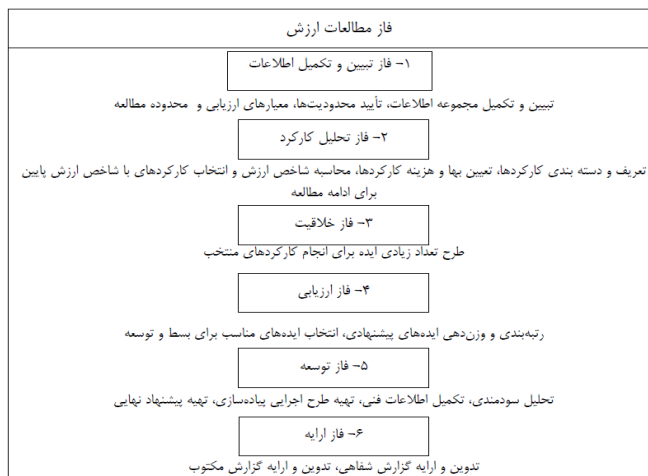 فاز مطالعات ارزش
۱- فاز تبیین و تکمیل اطلاعات
تبیین و تکمیل مجموعه اطلاعات، تأیید محدودیت‌ها، معیارهای ارزیابی و محدوده مطالعه
۲- فاز تحلیل کارکرد
تعریف و دسته بندی کارکردها، تعیین بها و هزینه کارکردها، محاسبه شاخص ارزش و انتخاب کارکردهای با شاخص ارزش پایین
برای ادامه مطالعه
۳- فاز خلاقیت
طرح تعداد زیادی ایده برای انجام کارکردهای منتخب
۴- فاز ارزیابی
رتبه‌بندی و وزن‌دهی ایده‌های پیشنهادی، انتخاب ایده‌های مناسب برای بسط و توسعه
۵- فاز توسعه
تحلیل سودمندی، تکمیل اطلاعات فنی، تهیه طرح اجرایی پیاده‌سازی، تهیه پیشنهاد نهایی
۶- فاز ارایه
تدوین و ارایه گزارش شفاهی، تدوین و ارایه گزارش مکتوب